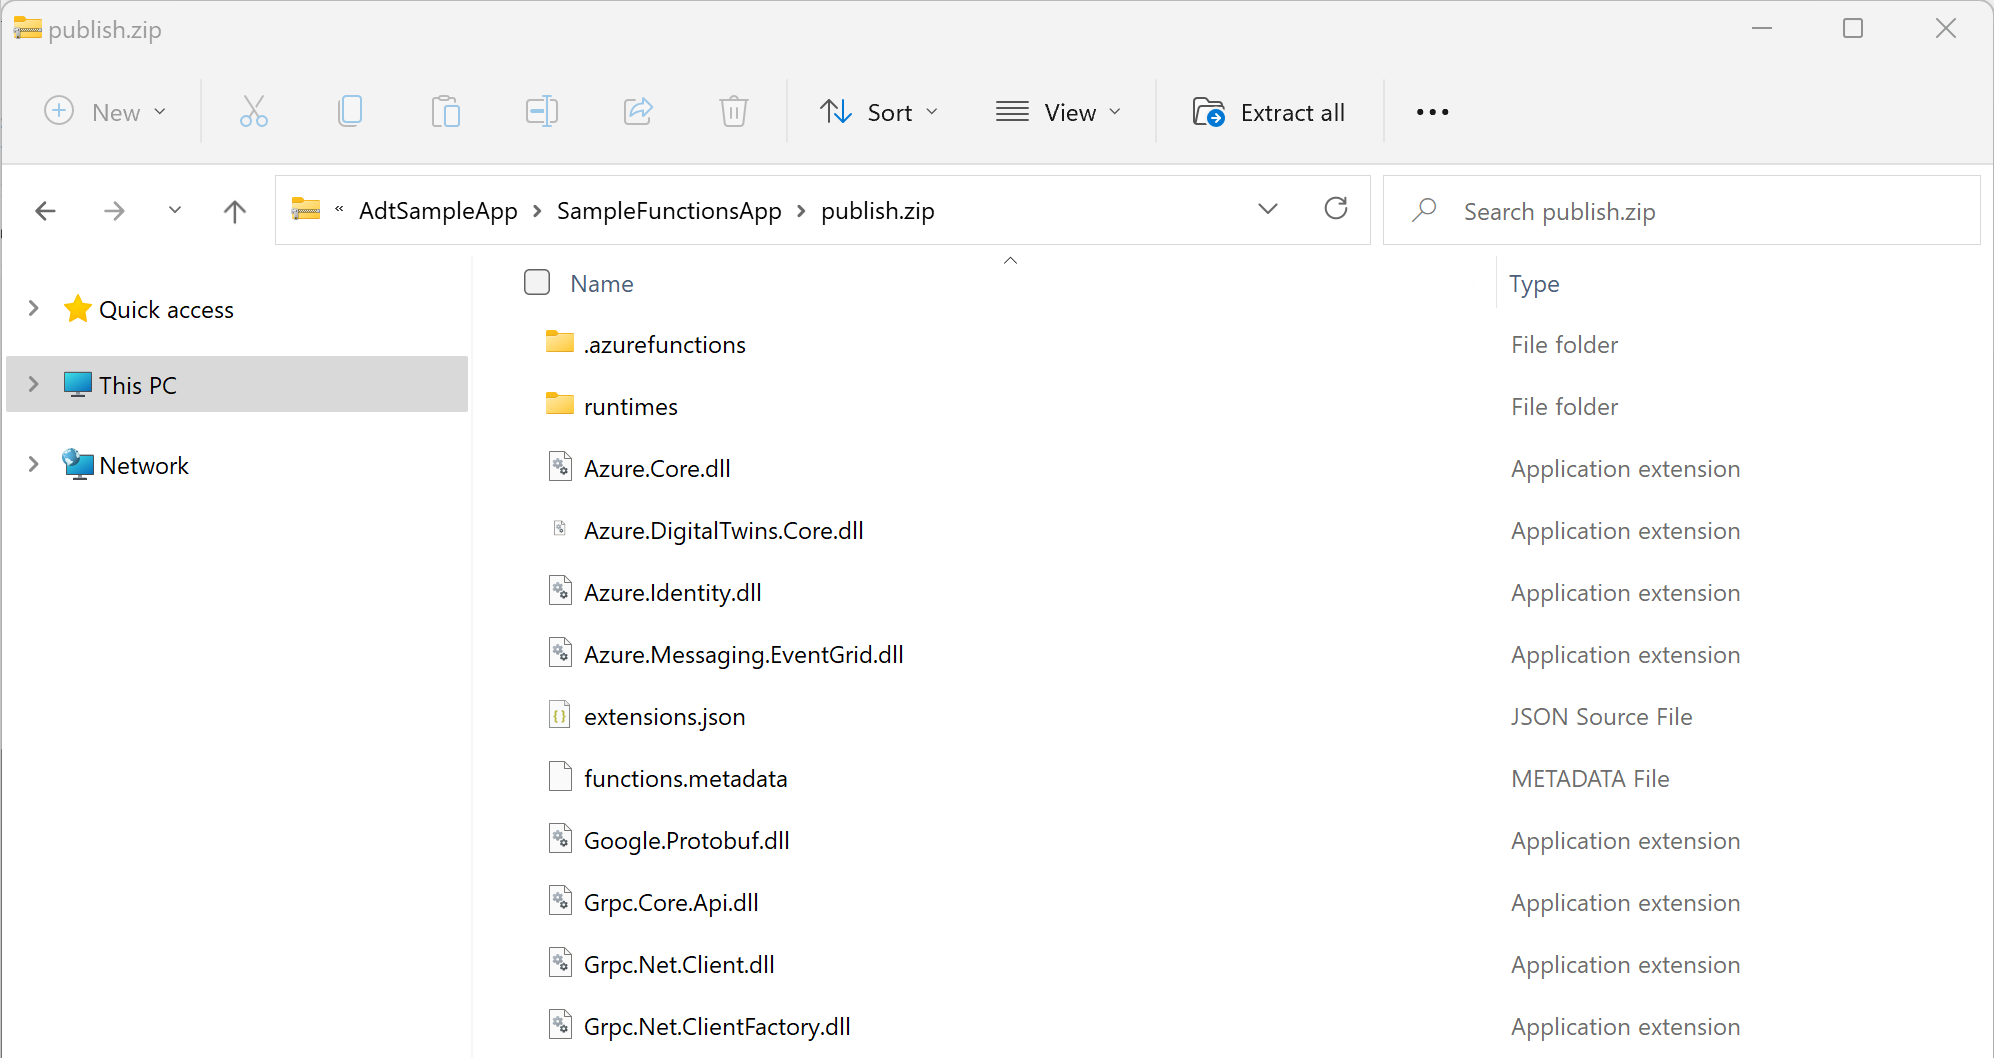 publish.zip
New
Sort
View
Extract all
« AdtSampleApp > SampleFunctionsApp > publish.zip
Search publish.zip
Quick access
This PC
Network
Name Type
.azurefunctions File folder
runtimes File folder
Azure.Core.dll Application extension
Azure.DigitalTwins.Core.dll Application extension
Azure.Identity.dll Application extension
Azure.Messaging.EventGrid.dll Application extension
extensions.json JSON Source File
functions.metadata METADATA File
Google.Protobuf.dll Application extension
Grpc.Core.Api.dll Application extension
Grpc.Net.Client.dll Application extension
Grpc.Net.ClientFactory.dll Application extension